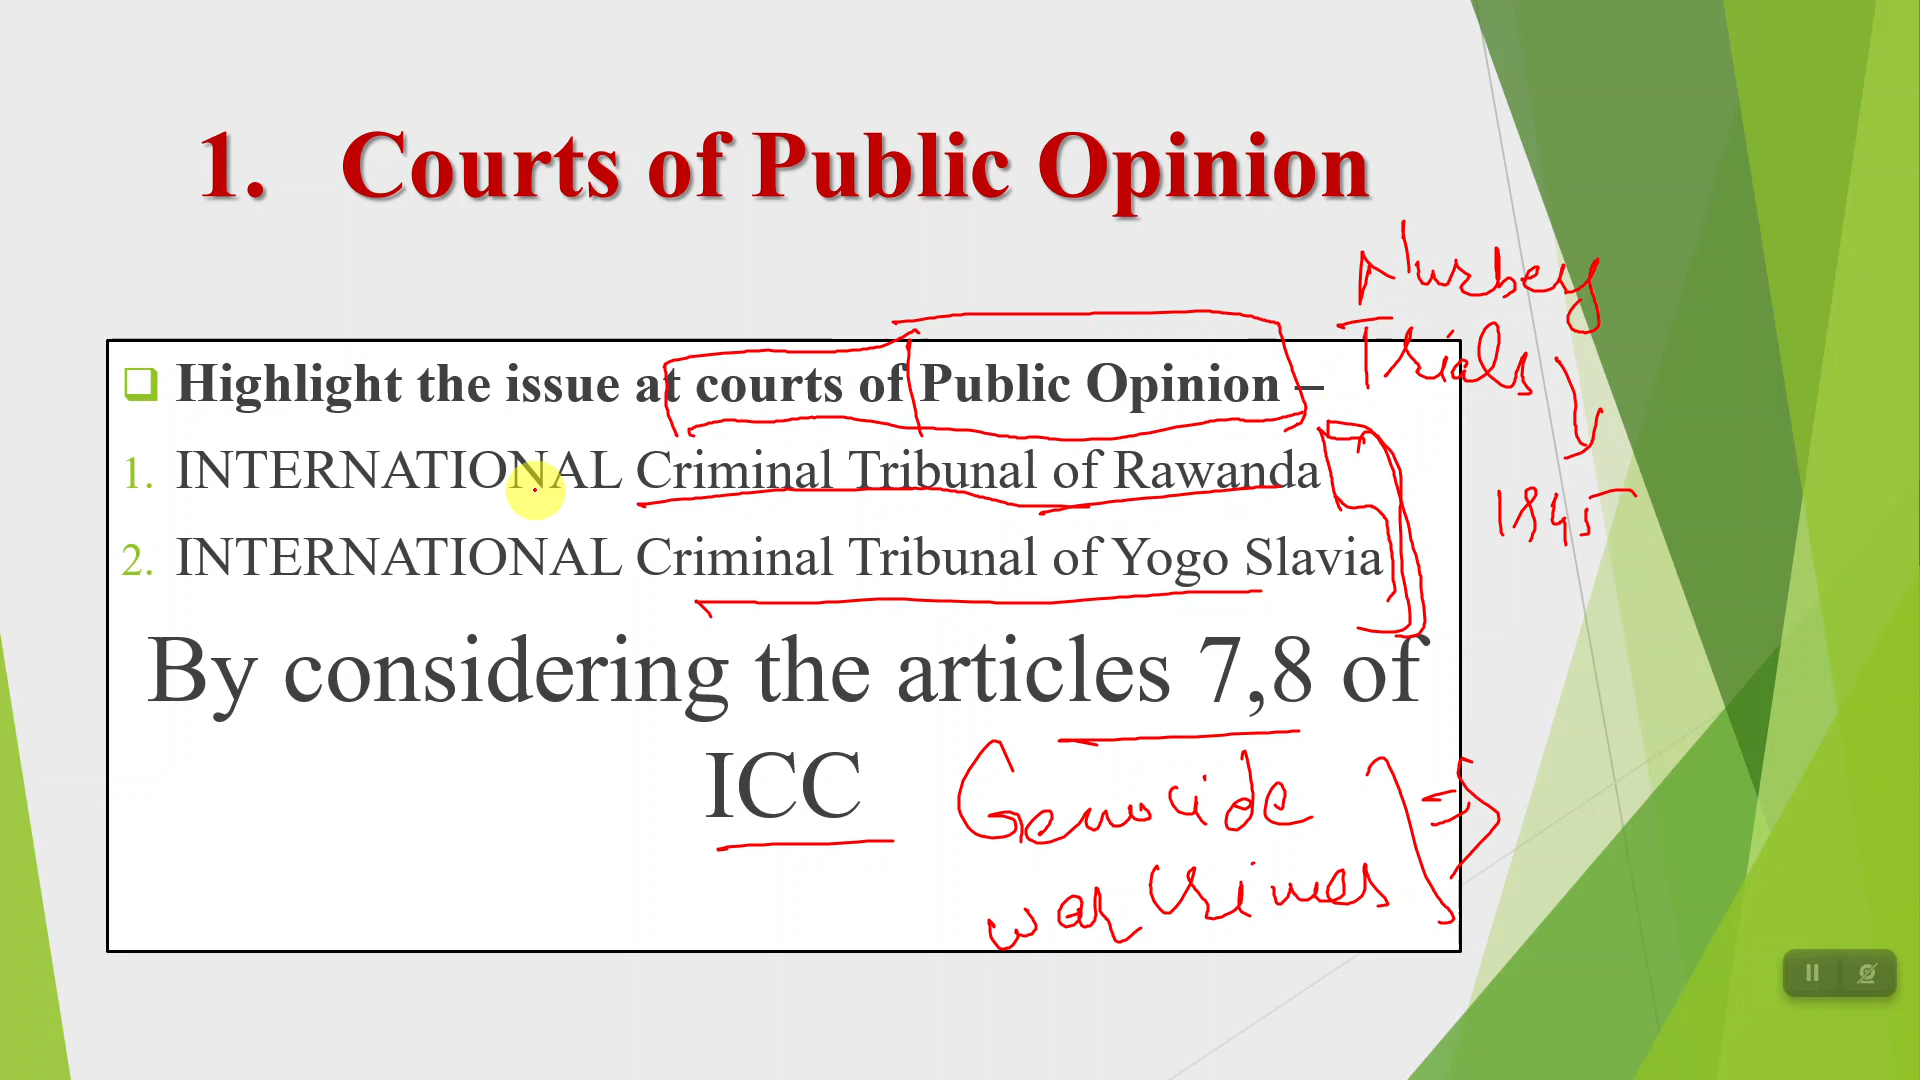 1. Courts of Public Opinion
Nurbeg
Trials
1945
Highlight the issue at courts of Public Opinion –
1. INTERNATIONAL Criminal Tribunal of Rawanda
2. INTERNATIONAL Criminal Tribunal of Yogo Slavia
By considering the articles 7,8 of
ICC
Genocide
war Crimes